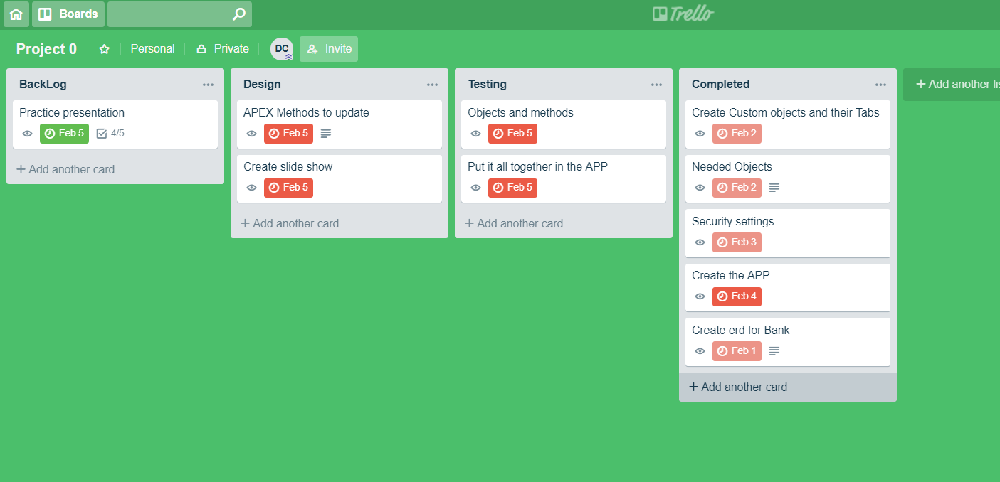 Boards
Trello
Project 0
Personal
Private
DC
Invite
BackLog
Practice presentation
Feb 5
4/5
+ Add another card
Design
APEX Methods to update
Feb 5
Create slide show
Feb 5
+ Add another card
Testing
Objects and methods
Feb 5
Put it all together in the APP
Feb 5
+ Add another card
Completed
Create Custom objects and their Tabs
Feb 2
Needed Objects
Feb 2
Security settings
Feb 3
Create the APP
Feb 4
Create erd for Bank
Feb 1
+ Add another card
+ Add another lis